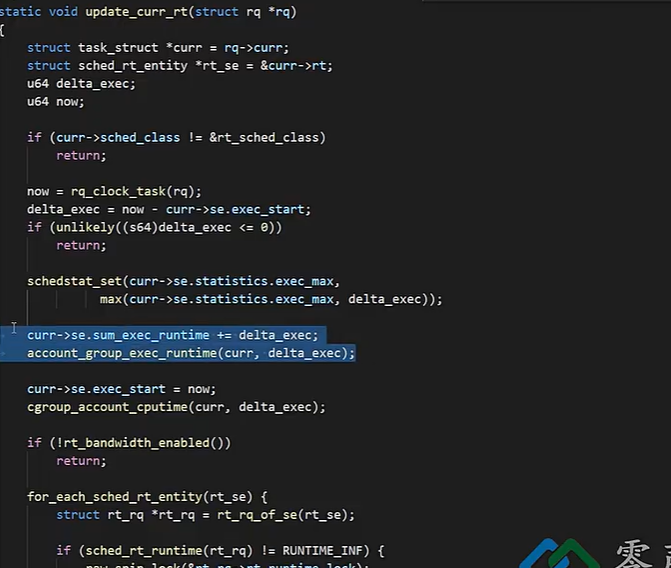 static void update_curr_rt(struct rq *rq)
{
    struct task_struct *curr = rq->curr;
    struct sched_rt_entity *rt_se = &curr->rt;
    u64 delta_exec;
    u64 now;

    if (curr->sched_class != &rt_sched_class)
        return;

    now = rq_clock_task(rq);
    delta_exec = now - curr->se.exec_start;
    if (unlikely((s64)delta_exec <= 0))
        return;

    schedstat_set(curr->se.statistics.exec_max,
              max(curr->se.statistics.exec_max, delta_exec));

    curr->se.sum_exec_runtime += delta_exec;
    account_group_exec_runtime(curr, delta_exec);

    curr->se.exec_start = now;
    cgroup_account_cputime(curr, delta_exec);

    if (!rt_bandwidth_enabled())
        return;

    for_each_sched_rt_entity(rt_se) {
        struct rt_rq *rt_rq = rt_rq_of_se(rt_se);

        if (sched_rt_runtime(rt_rq) != RUNTIME_INF) {
            raw_spin_lock(&rt_rq->rt_runtime_lock);
零